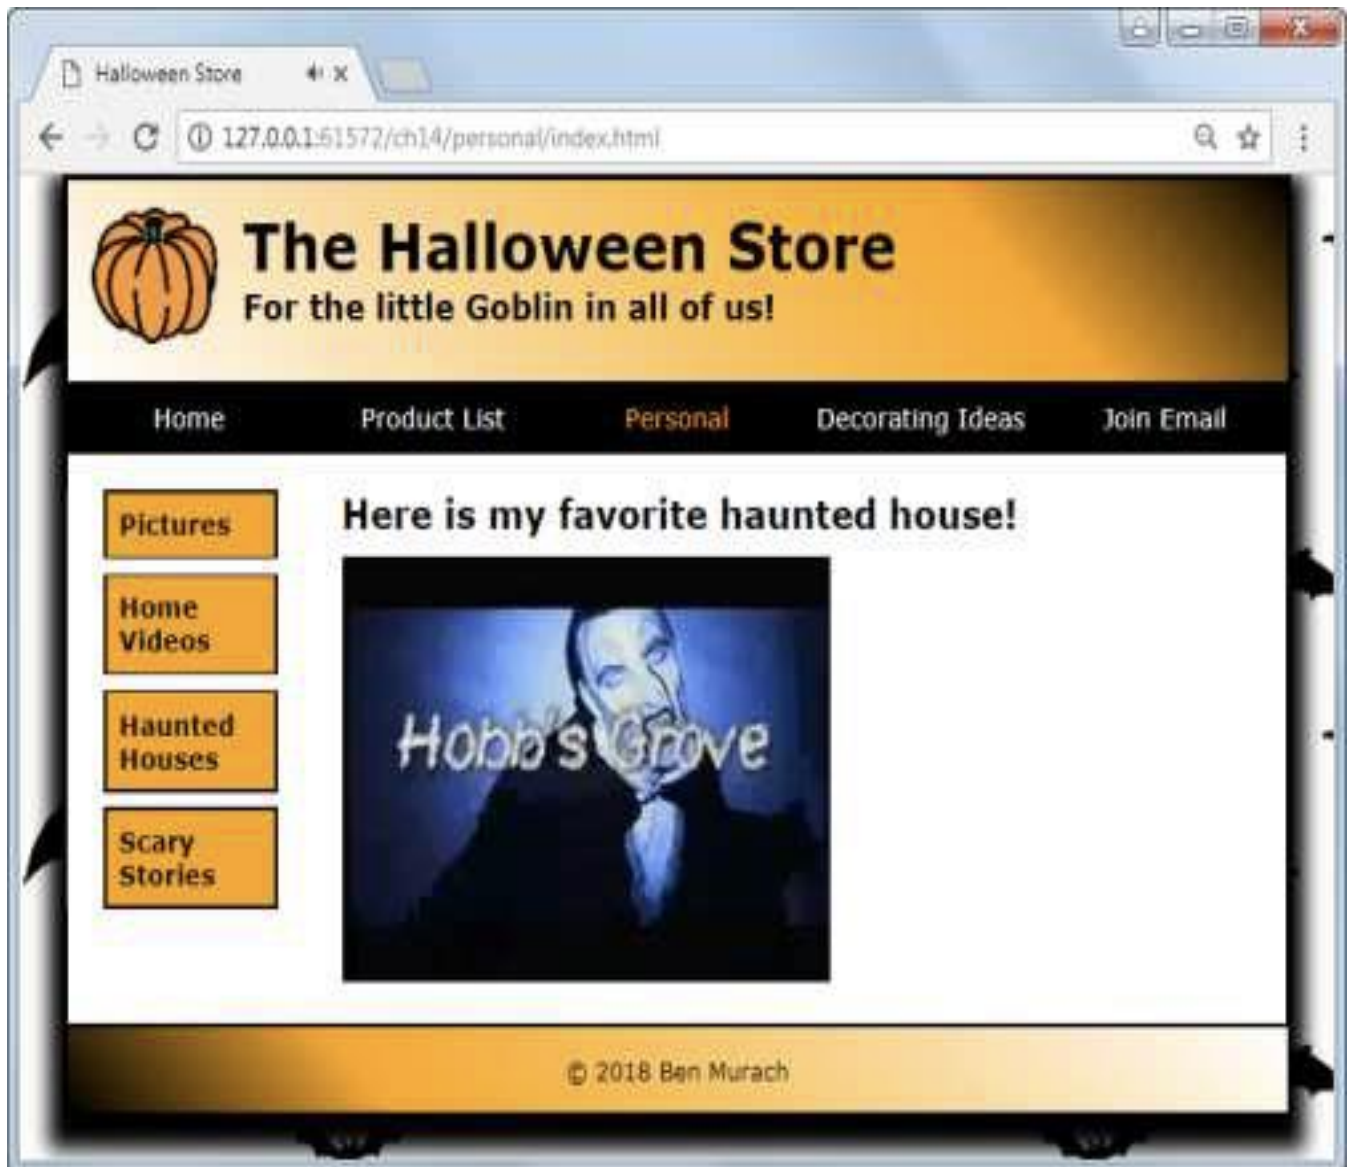 Halloween Store
127.0.0.1:61572/ch14/personal/index.html
The Halloween Store
For the little Goblin in all of us!
Home Product List Personal Decorating Ideas Join Email
Pictures
Home
Videos
Haunted
Houses
Scary
Stories
Here is my favorite haunted house!
Hobb's Grove
© 2018 Ben Murach